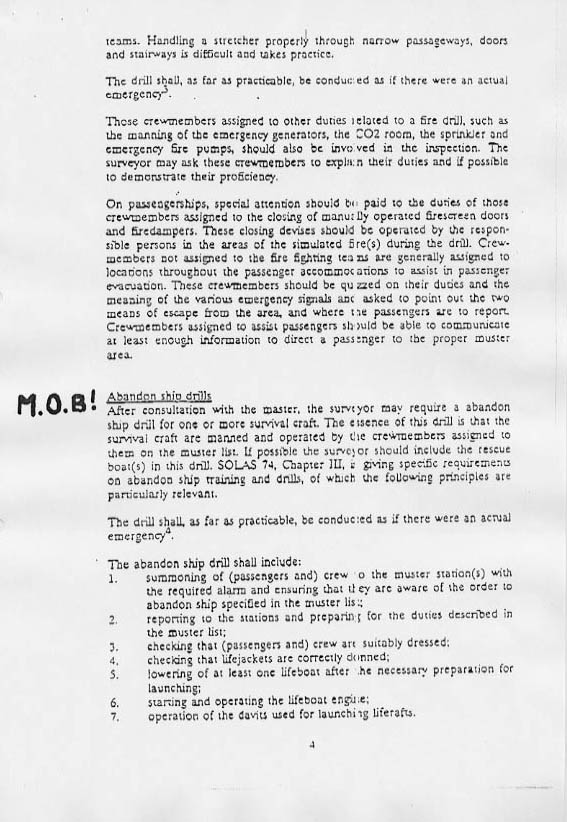 teams. Handling a stretcher properly through narrow passageways, doors
and stairways is difficult and takes practice.
The drill shall, as far as practicable, be conducted as if there were an actual
emergency³.
Those crewmembers assigned to other duties related to a fire drill, such as
the manning of the emergency generators, the CO2 room, the sprinkler and
emergency fire pumps, should also be involved in the inspection. The
surveyor may ask these crewmembers to explain their duties and if possible
to demonstrate their proficiency.
On passengerships, special attention should be paid to the duties of those
crewmembers assigned to the closing of manually operated firescreen doors
and firedampers. These closing devises should be operated by the respon-
sible persons in the areas of the simulated fire(s) during the drill. Crew-
members not assigned to the fire fighting teams are generally assigned to
locations throughout the passenger accommocations to assist in passenger
evacuation. These crewmembers should be quizzed on their duties and the
meaning of the various emergency signals and asked to point out the two
means of escape from the area, and where the passengers are to report.
Crewmembers assigned to assist passengers should be able to communicate
at least enough information to direct a passenger to the proper muster
area.
M.O.B!
Abandon ship drills
After consultation with the master, the surveyor may require a abandon
ship drill for one or more survival craft. The essence of this drill is that the
survival craft are manned and operated by the crewmembers assigned to
them on the muster list. If possible the surveyor should include the rescue
boat(s) in this drill. SOLAS 74, Chapter III, is giving specific requirements
on abandon ship training and drills, of which the following principles are
particularly relevant.
The drill shall, as far as practicable, be conducted as if there were an actual
emergency⁴.
The abandon ship drill shall include:
1. summoning of (passengers and) crew to the muster station(s) with
the required alarm and ensuring that they are aware of the order to
abandon ship specified in the muster list;
2. reporting to the stations and preparing for the duties described in
the muster list;
3. checking that (passengers and) crew are suitably dressed;
4. checking that lifejackets are correctly donned;
5. lowering of at least one lifeboat after the necessary preparation for
launching;
6. starting and operating the lifeboat engine;
7. operation of the davits used for launching liferafts.
4